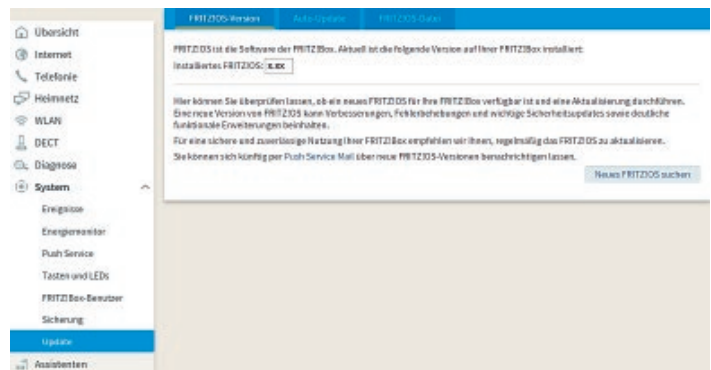 Übersicht
Internet
Telefonie
Heimnetz
WLAN
DECT
Diagnose
System
Ereignisse
Energiemonitor
Push Service
Tasten und LEDs
FRITZ!Box-Benutzer
Sicherung
Update
Assistenten
FRITZ!OS-Version
Auto-Update
FRITZ!OS-Datei
FRITZ!OS ist die Software der FRITZ!Box. Aktuell ist die folgende Version auf Ihrer FRITZ!Box installiert:
Installiertes FRITZ!OS: x.xx
Hier können Sie überprüfen lassen, ob ein neues FRITZ!OS für Ihre FRITZ!Box verfügbar ist und eine Aktualisierung durchführen.
Eine neue Version von FRITZ!OS kann Verbesserungen, Fehlerbehebungen und wichtige Sicherheitsupdates sowie deutliche
funktionale Erweiterungen beinhalten.
Für eine sichere und zuverlässige Nutzung Ihrer FRITZ!Box empfehlen wir Ihnen, regelmäßig das FRITZ!OS zu aktualisieren.
Sie können sich künftig per Push Service Mail über neue FRITZ!OS-Versionen benachrichtigen lassen.
Neues FRITZ!OS suchen